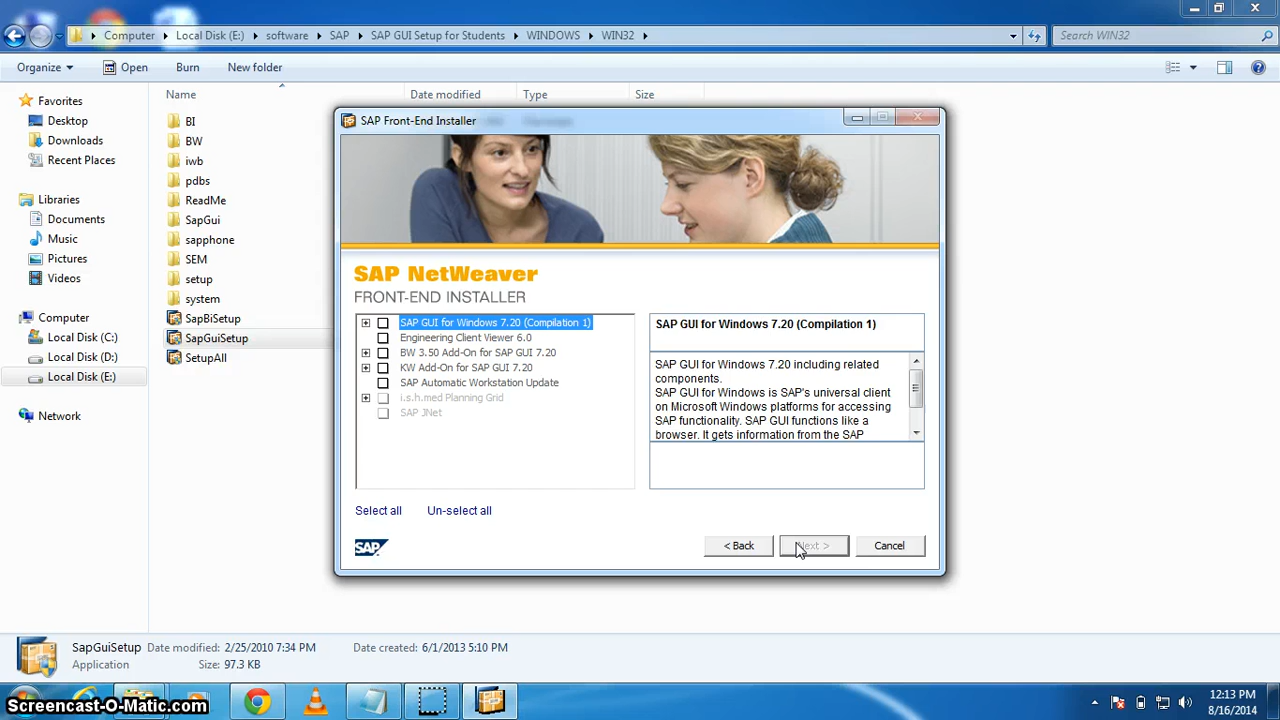 Computer
Local Disk (E:)
software
SAP
SAP GUI Setup for Students
WINDOWS
WIN32
Search WIN32
Organize
Open
Burn
New folder
Favorites
Desktop
Downloads
Recent Places
Libraries
Documents
Music
Pictures
Videos
Computer
Local Disk (C:)
Local Disk (D:)
Local Disk (E:)
Network
Name
Date modified
Type
Size
BI
BW
iwb
pdbs
ReadMe
SapGui
sapphone
SEM
setup
system
SapBiSetup
SapGuiSetup
SetupAll
SAP Front-End Installer
SAP NetWeaver
FRONT-END INSTALLER
SAP GUI for Windows 7.20 (Compilation 1)
Engineering Client Viewer 6.0
BW 3.50 Add-On for SAP GUI 7.20
KW Add-On for SAP GUI 7.20
SAP Automatic Workstation Update
i.s.h.med Planning Grid
SAP JNet
SAP GUI for Windows 7.20 (Compilation 1)
SAP GUI for Windows 7.20 including related
components.
SAP GUI for Windows is SAP's universal client
on Microsoft Windows platforms for accessing
SAP functionality. SAP GUI functions like a
browser. It gets information from the SAP
Select all
Un-select all
SAP
< Back
Next >
Cancel
SapGuiSetup
Date modified: 2/25/2010 7:34 PM
Date created: 6/1/2013 5:10 PM
Application
Size: 97.3 KB
Screencast-O-Matic.com
12:13 PM
8/16/2014